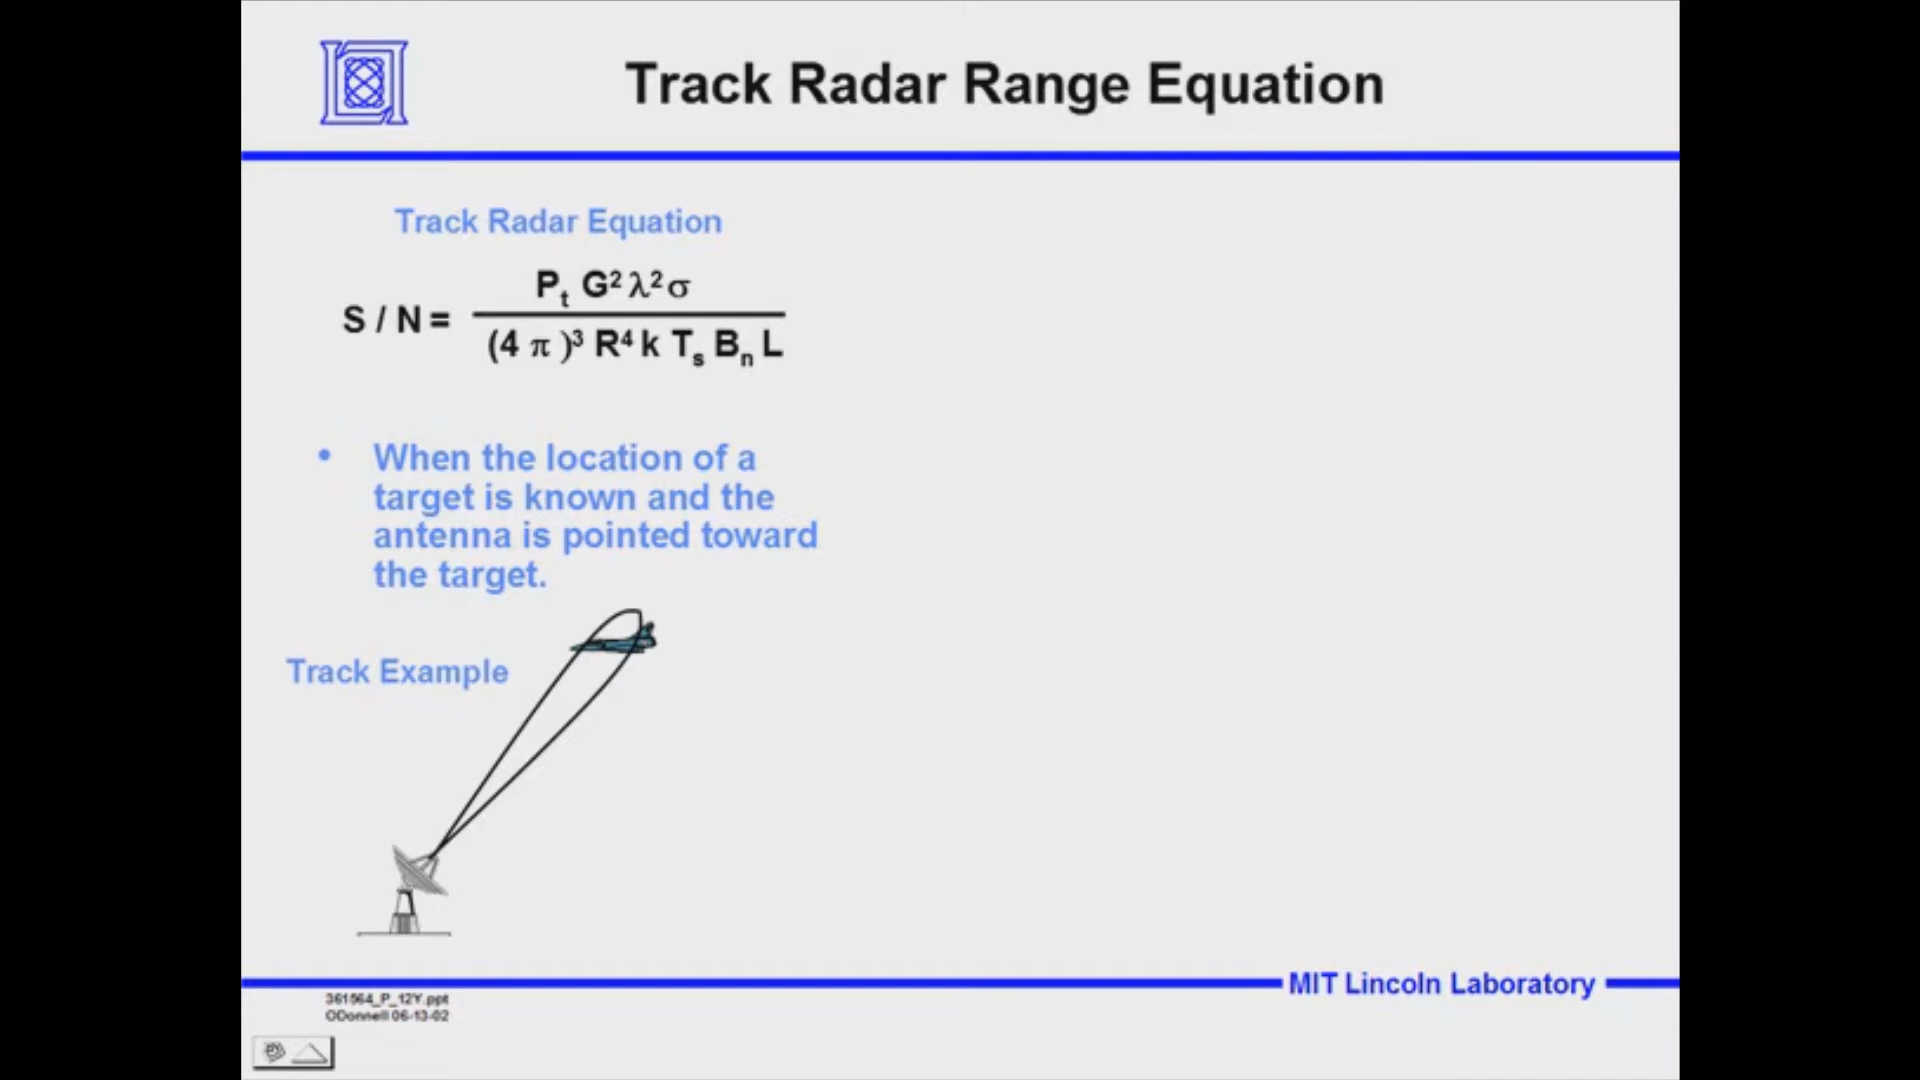 Track Radar Range Equation
Track Radar Equation
S / N = P_t G² λ² σ / (4 π)³ R⁴ k T_s B_n L
• When the location of a
target is known and the
antenna is pointed toward
the target.
Track Example
MIT Lincoln Laboratory
361564_P_12Y.ppt
ODonnell 06-13-02